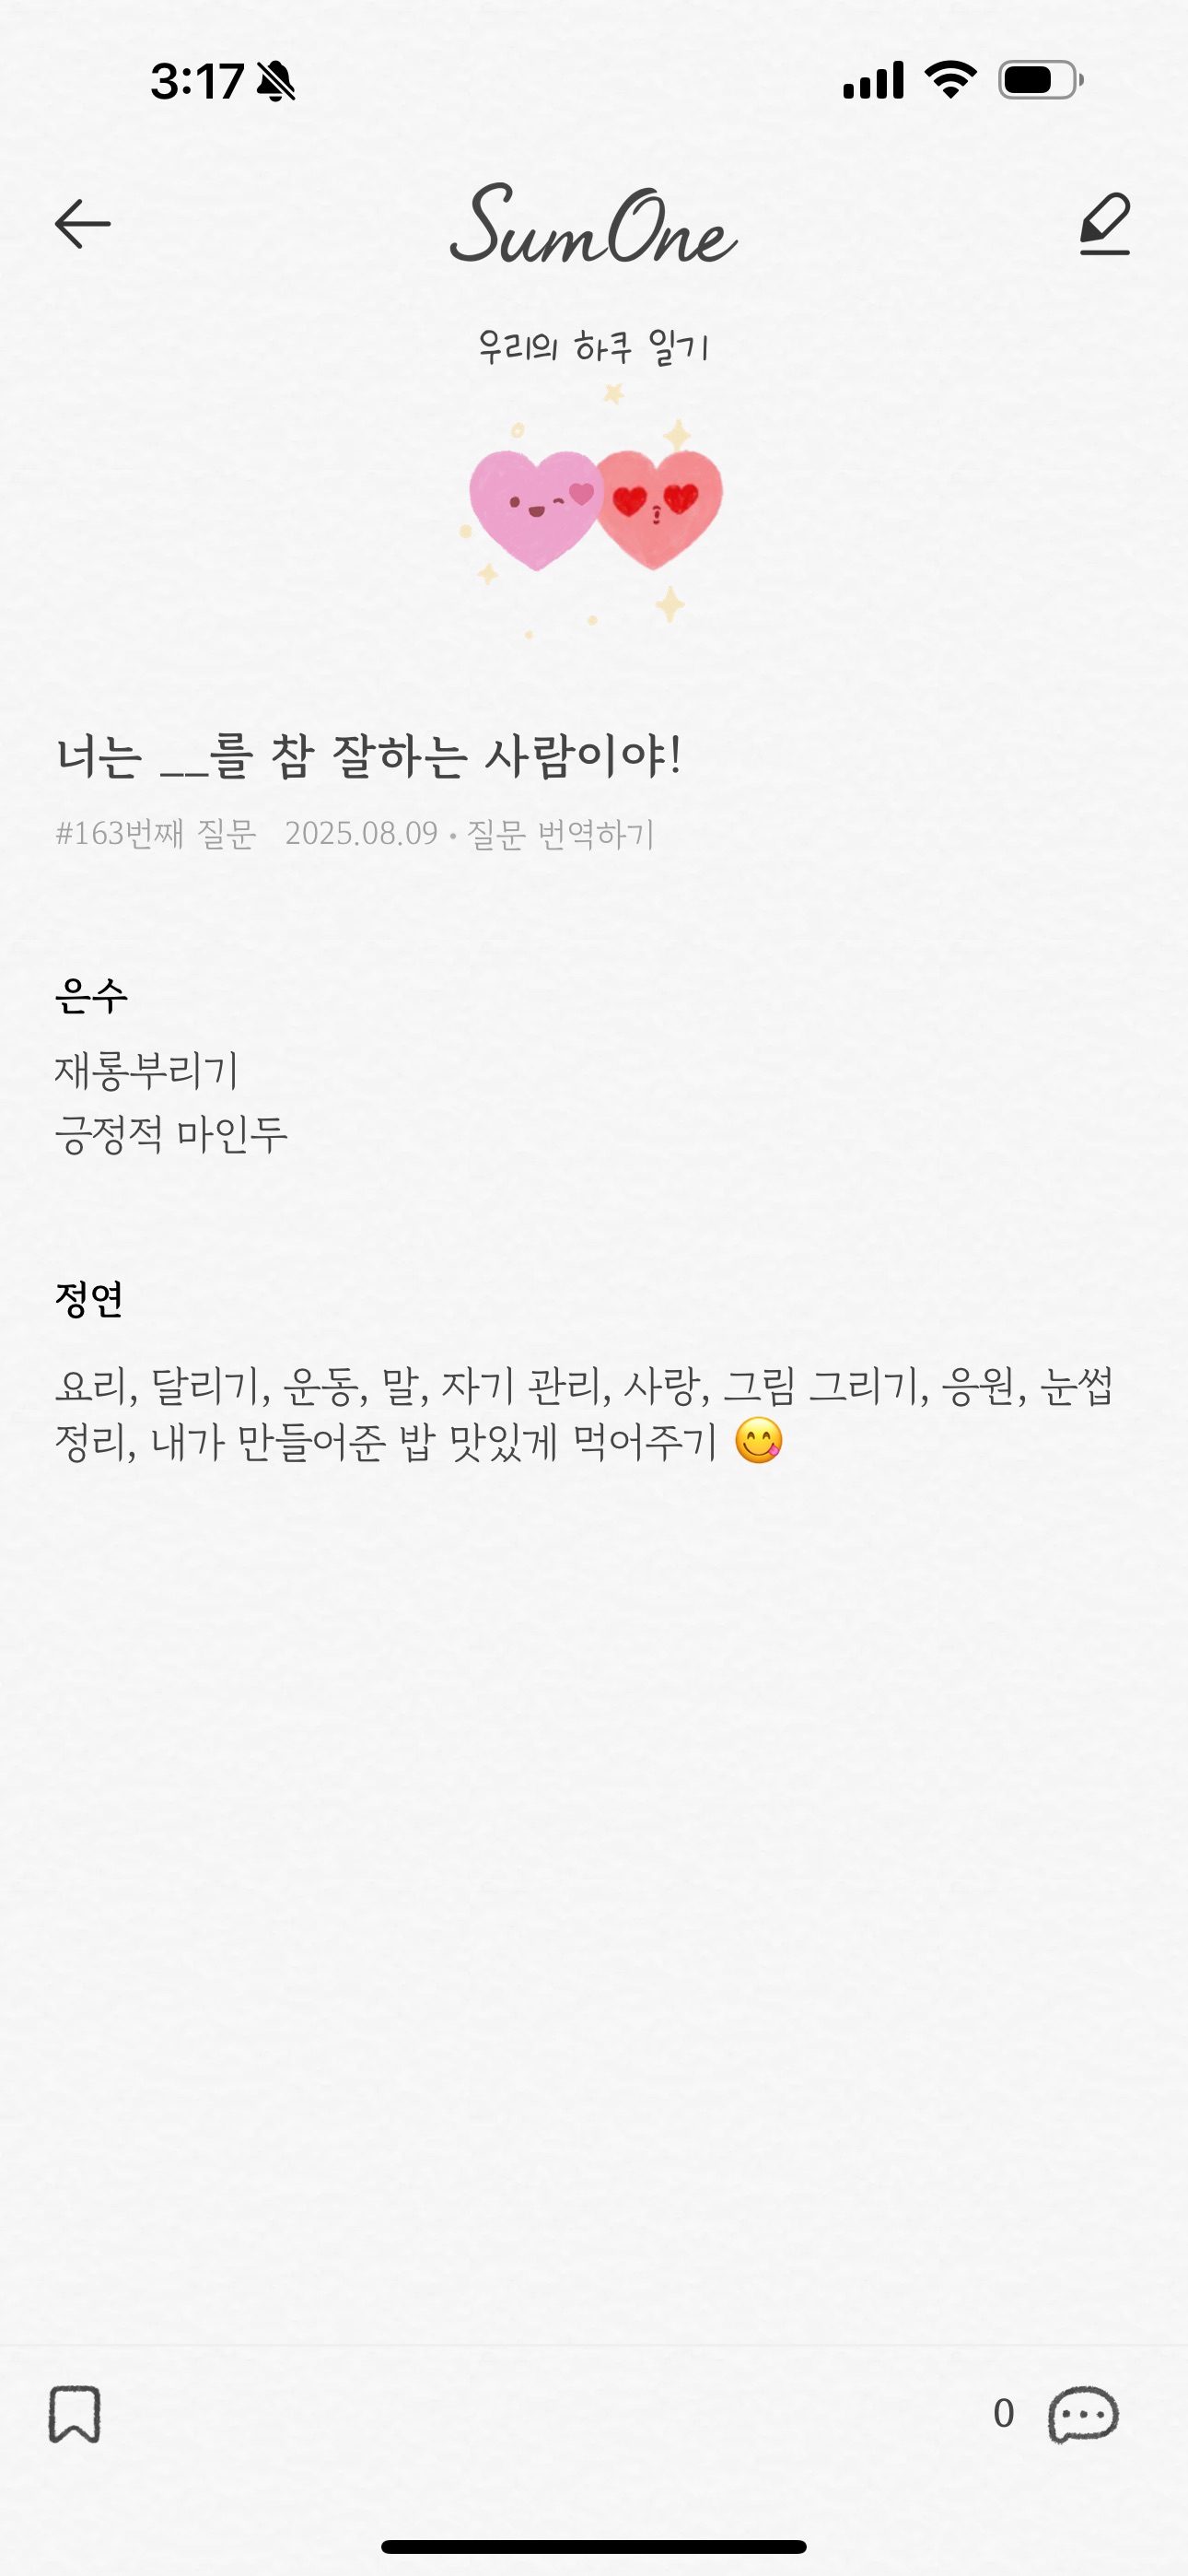 3:17
SumOne
우리의 하쿠 일기
너는 __를 참 잘하는 사람이야!
#163번째 질문 2025.08.09 • 질문 번역하기
은수
재롱부리기
긍정적 마인두
정연
요리, 달리기, 운동, 말, 자기 관리, 사랑, 그림 그리기, 응원, 눈썹
정리, 내가 만들어준 밥 맛있게 먹어주기 😋
0